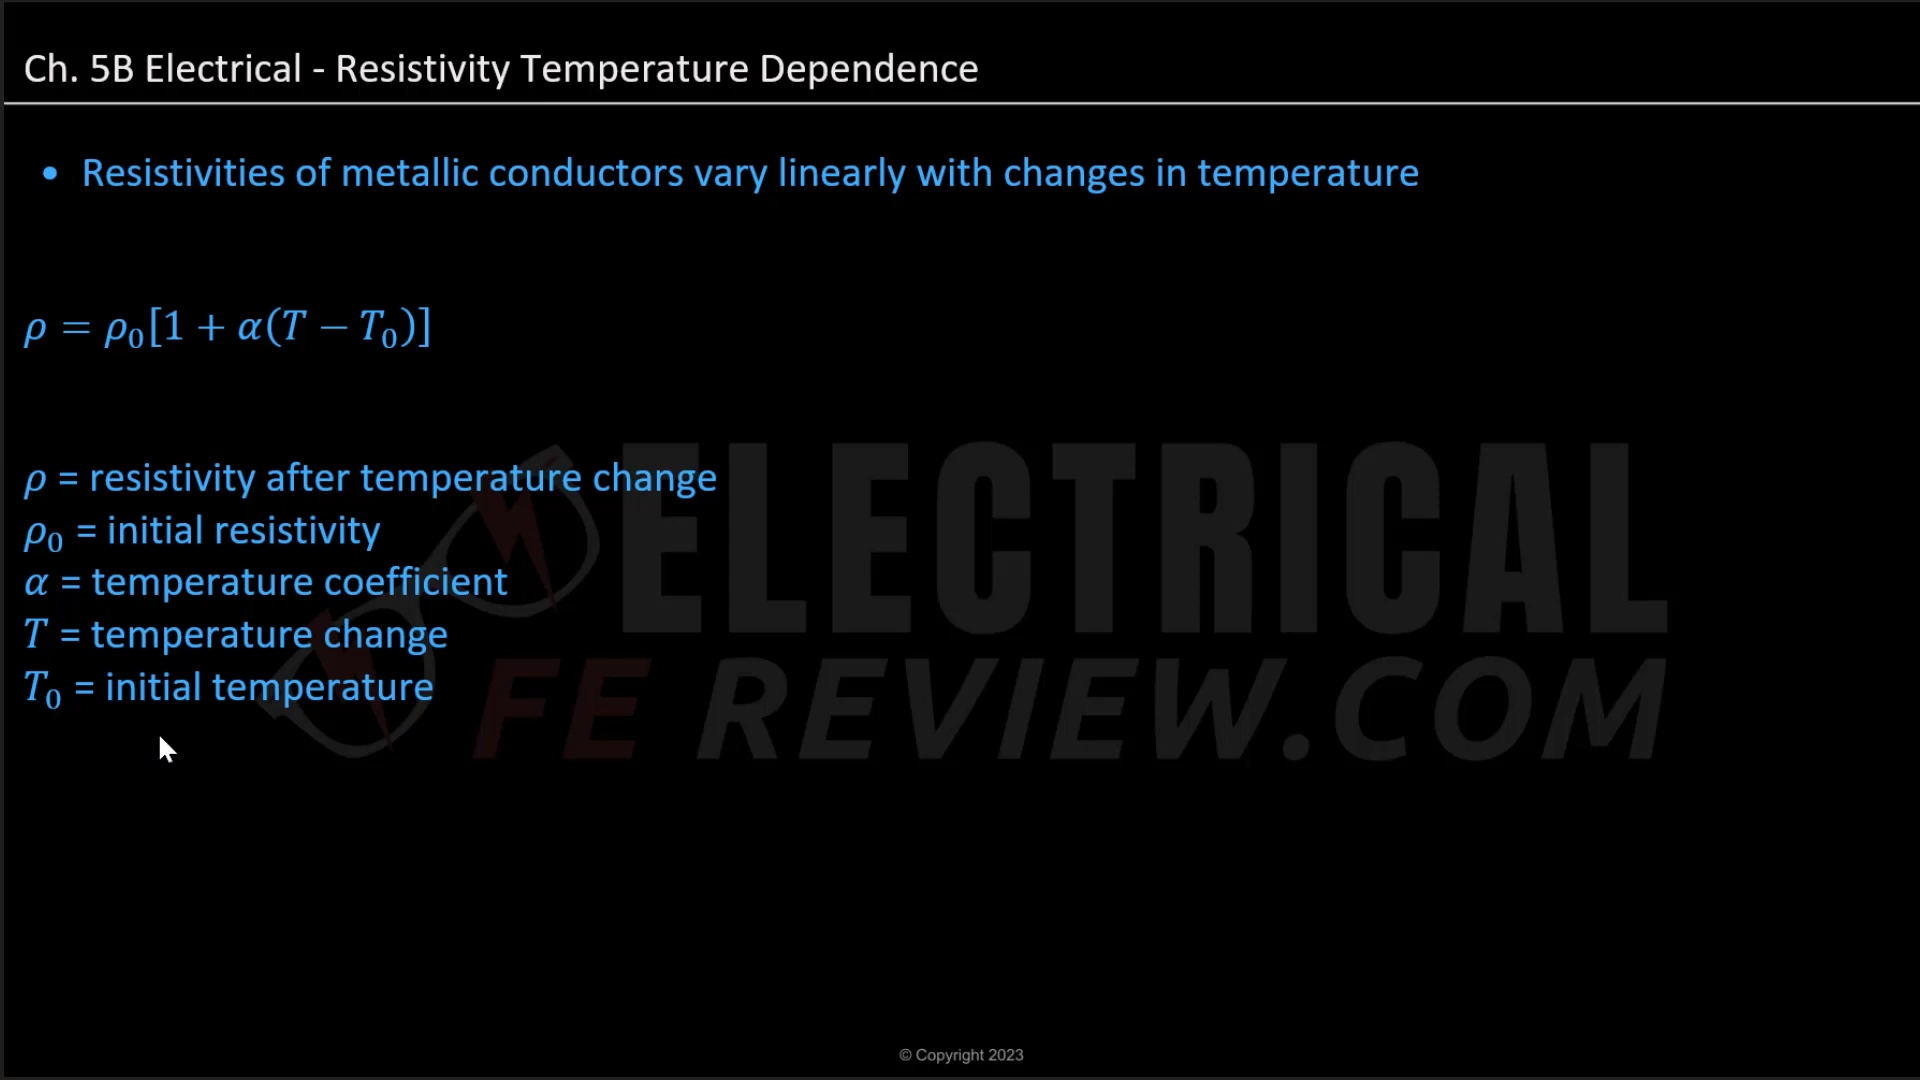 Ch. 5B Electrical - Resistivity Temperature Dependence
• Resistivities of metallic conductors vary linearly with changes in temperature
ρ = ρ₀[1 + α(T − T₀)]
ρ = resistivity after temperature change
ρ₀ = initial resistivity
α = temperature coefficient
T = temperature change
T₀ = initial temperature
ELECTRICAL
FE REVIEW.COM
© Copyright 2023